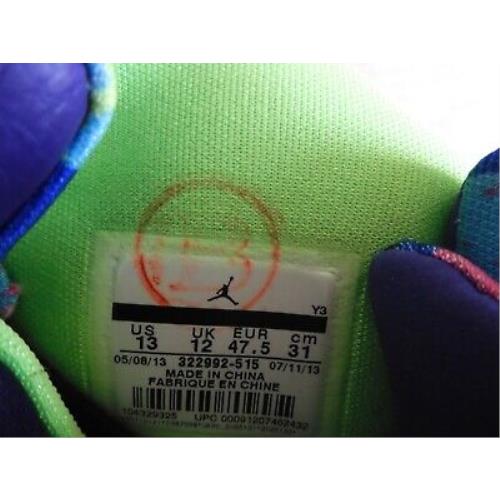 Y3
US UK EUR cm
13 12 47.5 31
05/08/13 322992-515 07/11/13
MADE IN CHINA
FABRIQUE EN CHINE
104329325 UPC 00091207462432